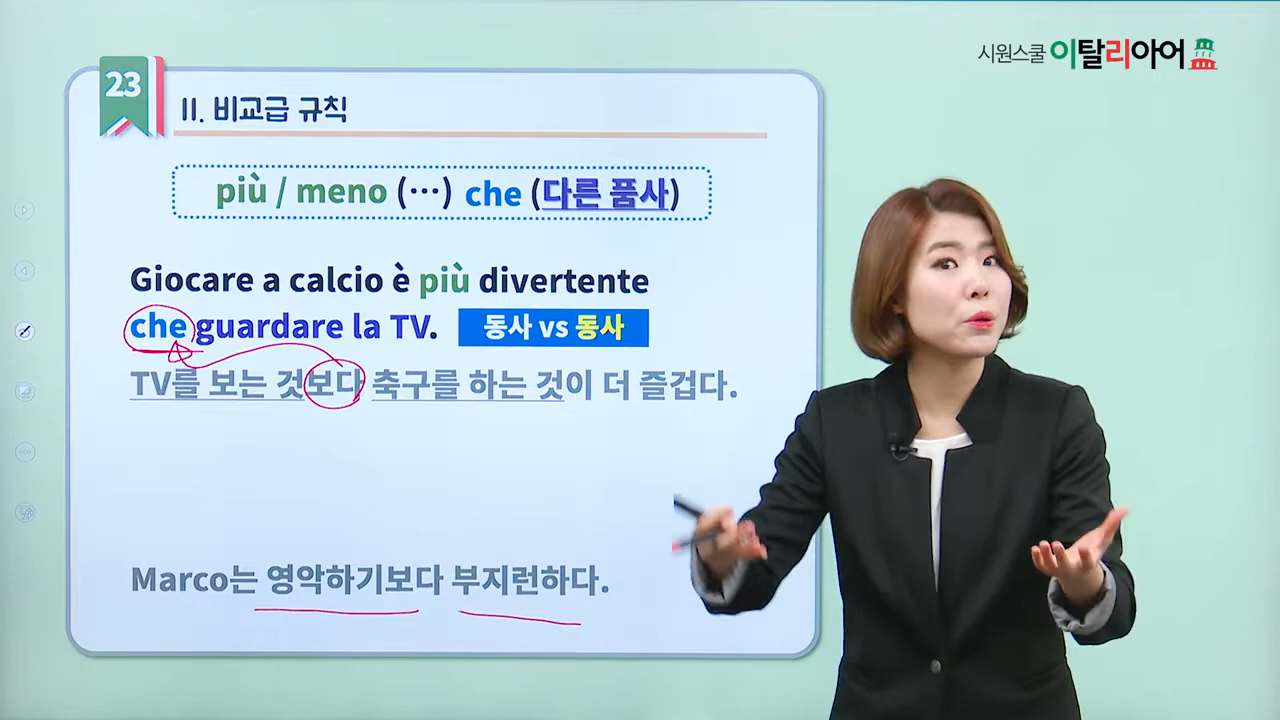 시원스쿨 이탈리아어
23
II. 비교급 규칙
più / meno (⋯) che (다른 품사)
Giocare a calcio è più divertente
che guardare la TV.
동사 vs 동사
TV를 보는 것보다 축구를 하는 것이 더 즐겁다.
Marco는 영악하기보다 부지런하다.